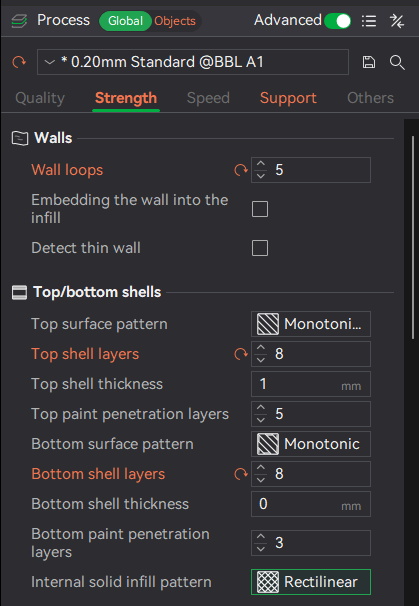 Process Global Objects Advanced
* 0.20mm Standard @BBL A1
Quality Strength Speed Support Others
Walls
Wall loops 5
Embedding the wall into the
infill
Detect thin wall
Top/bottom shells
Top surface pattern Monotoni...
Top shell layers 8
Top shell thickness 1 mm
Top paint penetration layers 5
Bottom surface pattern Monotonic
Bottom shell layers 8
Bottom shell thickness 0 mm
Bottom paint penetration
layers 3
Internal solid infill pattern Rectilinear